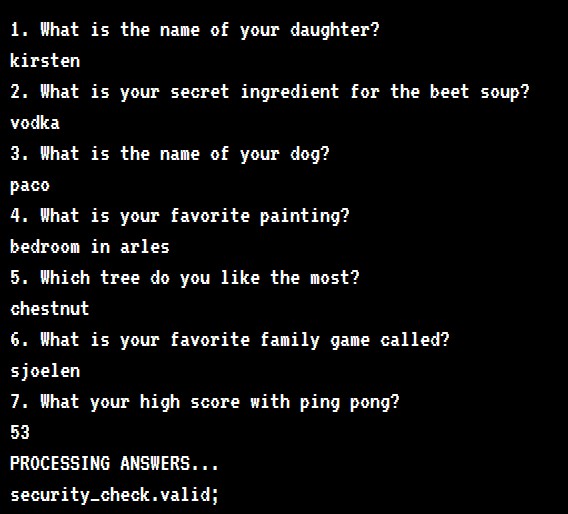 1. What is the name of your daughter?
kirsten
2. What is your secret ingredient for the beet soup?
vodka
3. What is the name of your dog?
paco
4. What is your favorite painting?
bedroom in arles
5. Which tree do you like the most?
chestnut
6. What is your favorite family game called?
sjoelen
7. What your high score with ping pong?
53
PROCESSING ANSWERS...
security_check.valid;